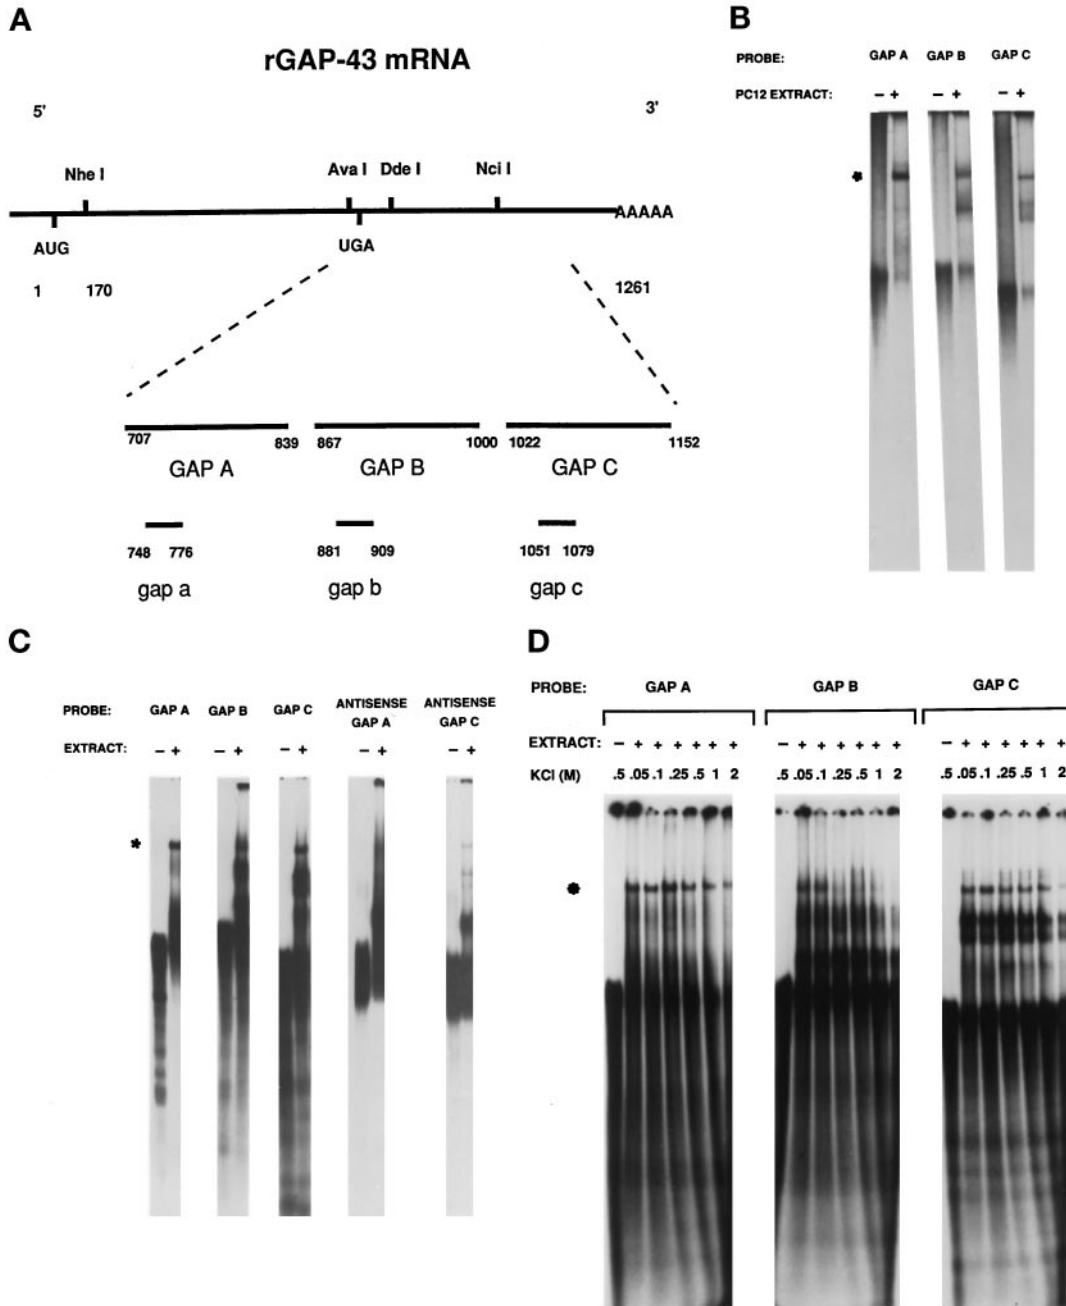 A
rGAP-43 mRNA
5' 3'
Nhe I Ava I Dde I Nci I
AAAAA
AUG UGA
1 170 1261
707 839 867 1000 1022 1152
GAP A GAP B GAP C
748 776 881 909 1051 1079
gap a gap b gap c
B
PROBE: GAP A GAP B GAP C
PC12 EXTRACT: – + – + – +
*
C
PROBE: GAP A GAP B GAP C ANTISENSE GAP A ANTISENSE GAP C
EXTRACT: – + – + – + – + – +
*
D
PROBE: GAP A GAP B GAP C
EXTRACT: – + + + + + + – + + + + + + – + + + + + +
KCl (M) .5 .05 .1 .25 .5 1 2 .5 .05 .1 .25 .5 1 2 .5 .05 .1 .25 .5 1 2
*